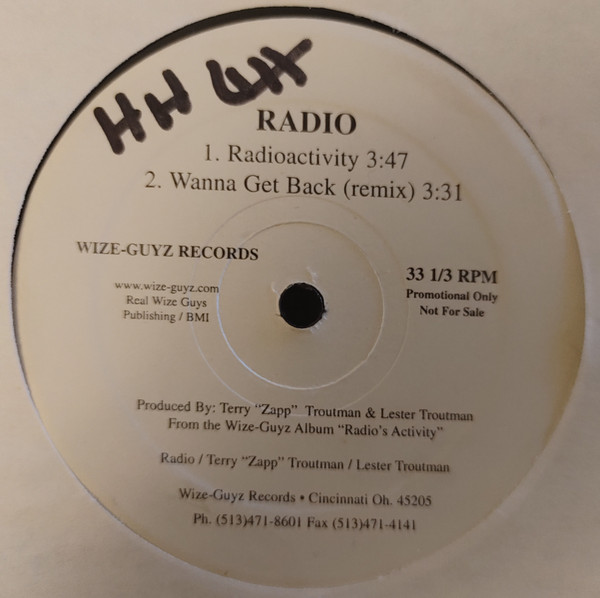 HH
RADIO
1. Radioactivity 3:47
2. Wanna Get Back (remix) 3:31
WIZE-GUYZ RECORDS
www.wize-guyz.com
Real Wize Guys
Publishing / BMI
33 1/3 RPM
Promotional Only
Not For Sale
Produced By: Terry "Zapp" Troutman & Lester Troutman
From the Wize-Guyz Album "Radio's Activity"
Radio / Terry "Zapp" Troutman / Lester Troutman
Wize-Guyz Records • Cincinnati Oh. 45205
Ph. (513)471-8601 Fax (513)471-4141